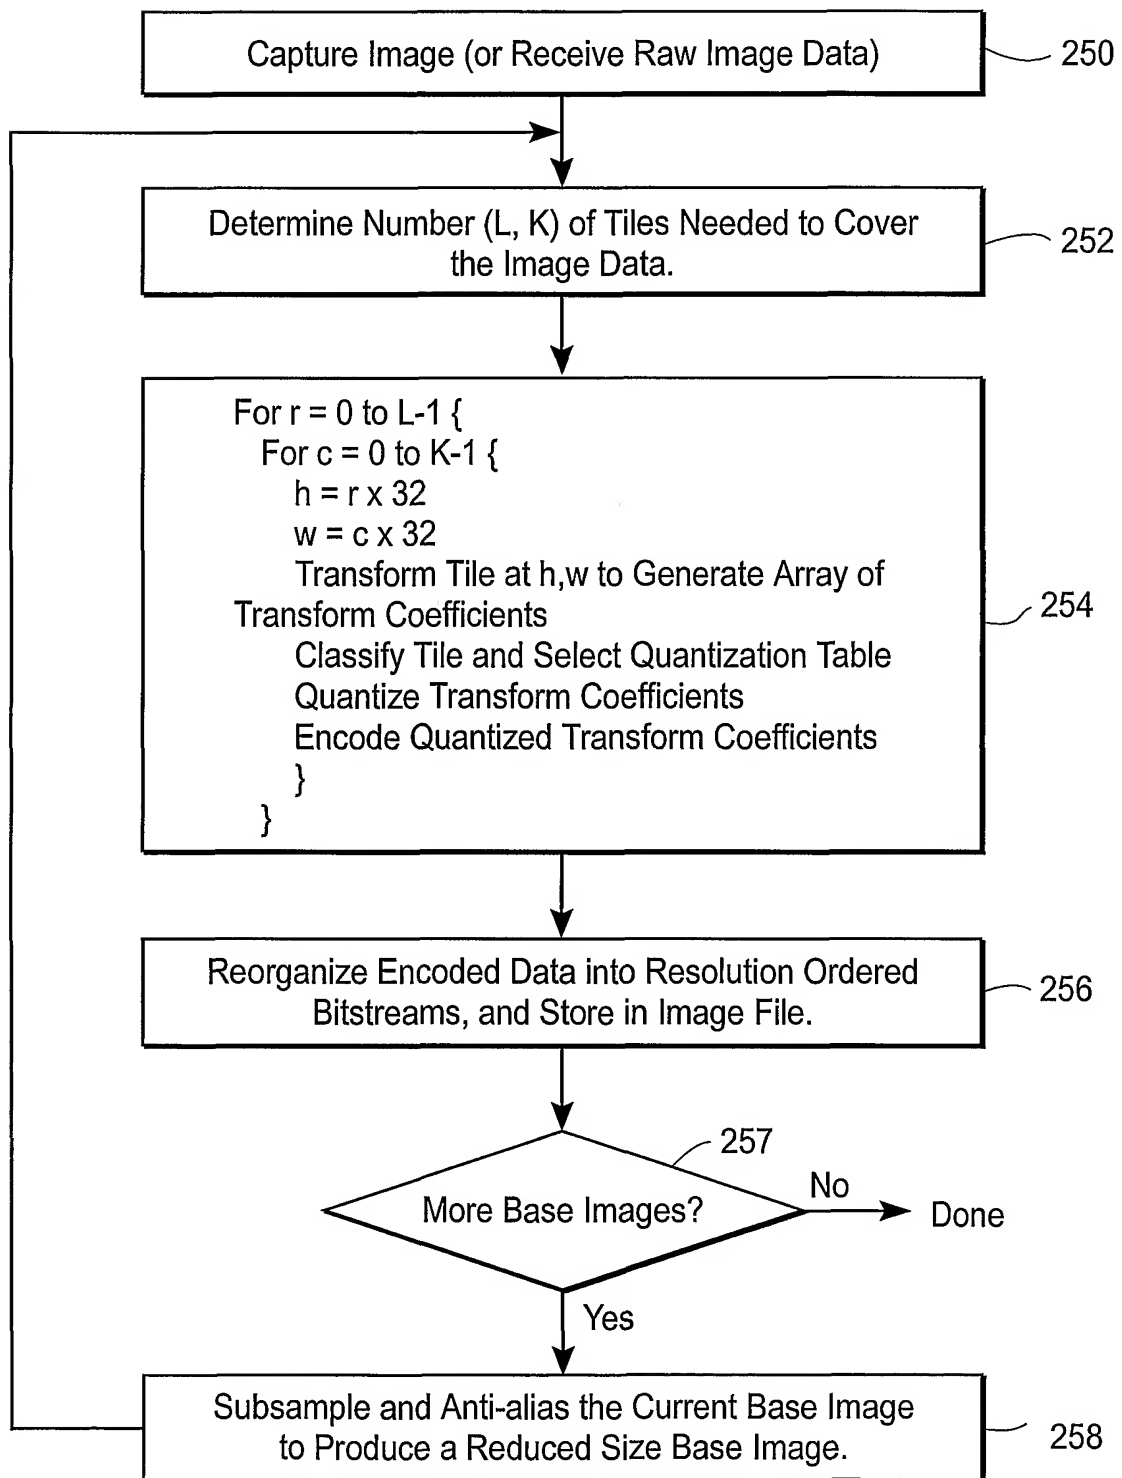 Capture Image (or Receive Raw Image Data)
250
Determine Number (L, K) of Tiles Needed to Cover
the Image Data.
252
For r = 0 to L-1 {
For c = 0 to K-1 {
h = r x 32
w = c x 32
Transform Tile at h,w to Generate Array of
Transform Coefficients
Classify Tile and Select Quantization Table
Quantize Transform Coefficients
Encode Quantized Transform Coefficients
}
}
254
Reorganize Encoded Data into Resolution Ordered
Bitstreams, and Store in Image File.
256
257
More Base Images?
No
Done
Yes
Subsample and Anti-alias the Current Base Image
to Produce a Reduced Size Base Image.
258